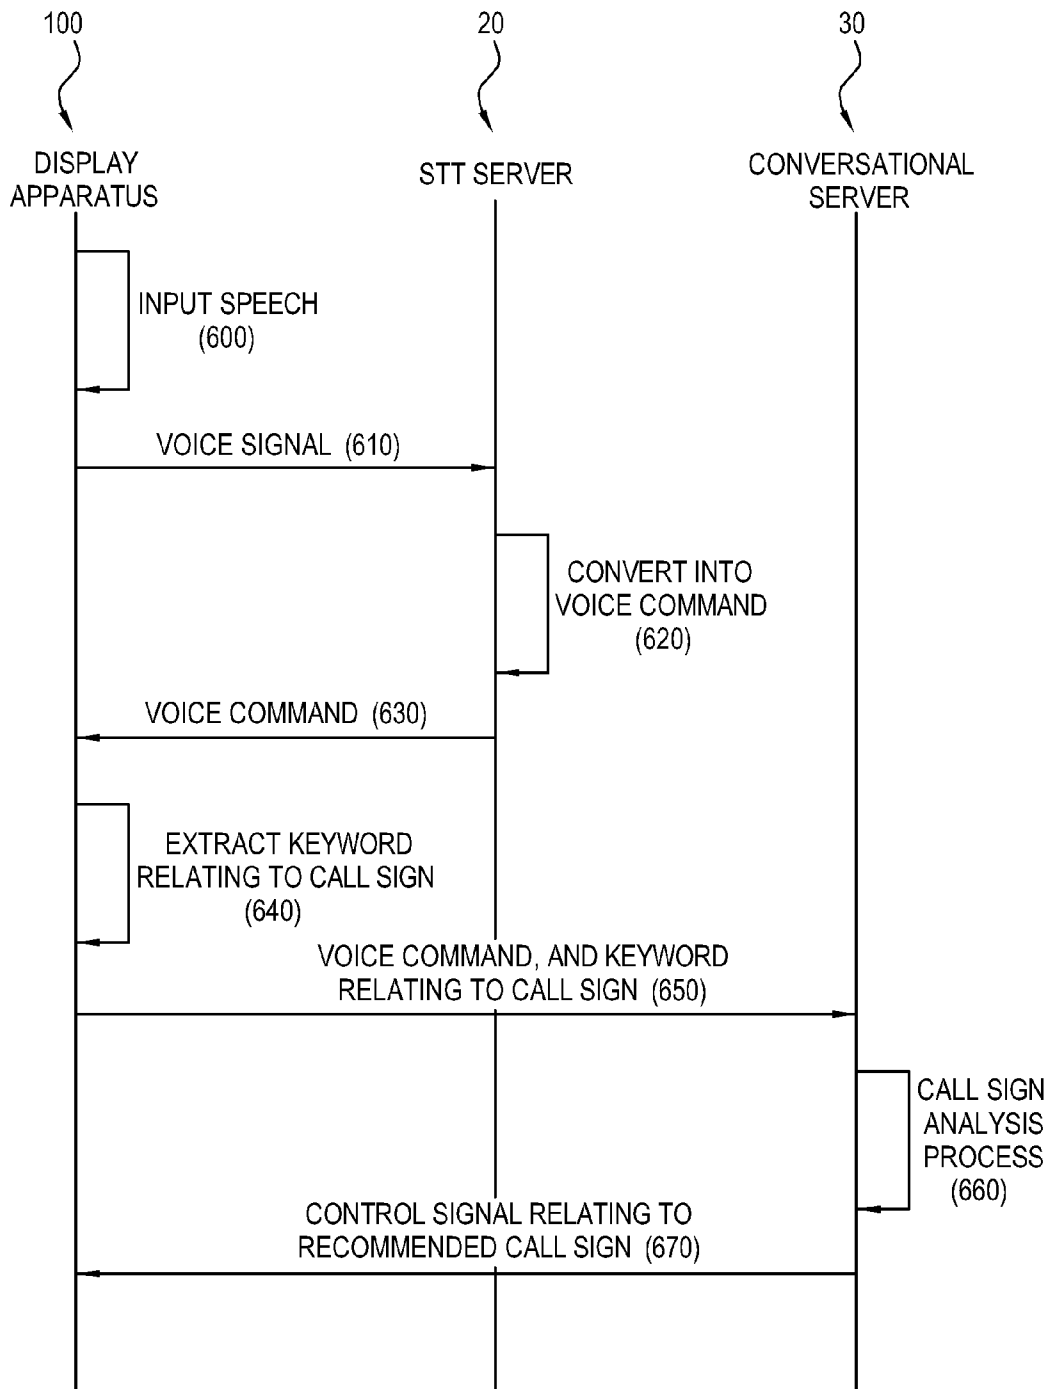 100
20
30
DISPLAY
APPARATUS
STT SERVER
CONVERSATIONAL
SERVER
INPUT SPEECH
(600)
VOICE SIGNAL (610)
CONVERT INTO
VOICE COMMAND
(620)
VOICE COMMAND (630)
EXTRACT KEYWORD
RELATING TO CALL SIGN
(640)
VOICE COMMAND, AND KEYWORD
RELATING TO CALL SIGN (650)
CALL SIGN
ANALYSIS
PROCESS
(660)
CONTROL SIGNAL RELATING TO
RECOMMENDED CALL SIGN (670)